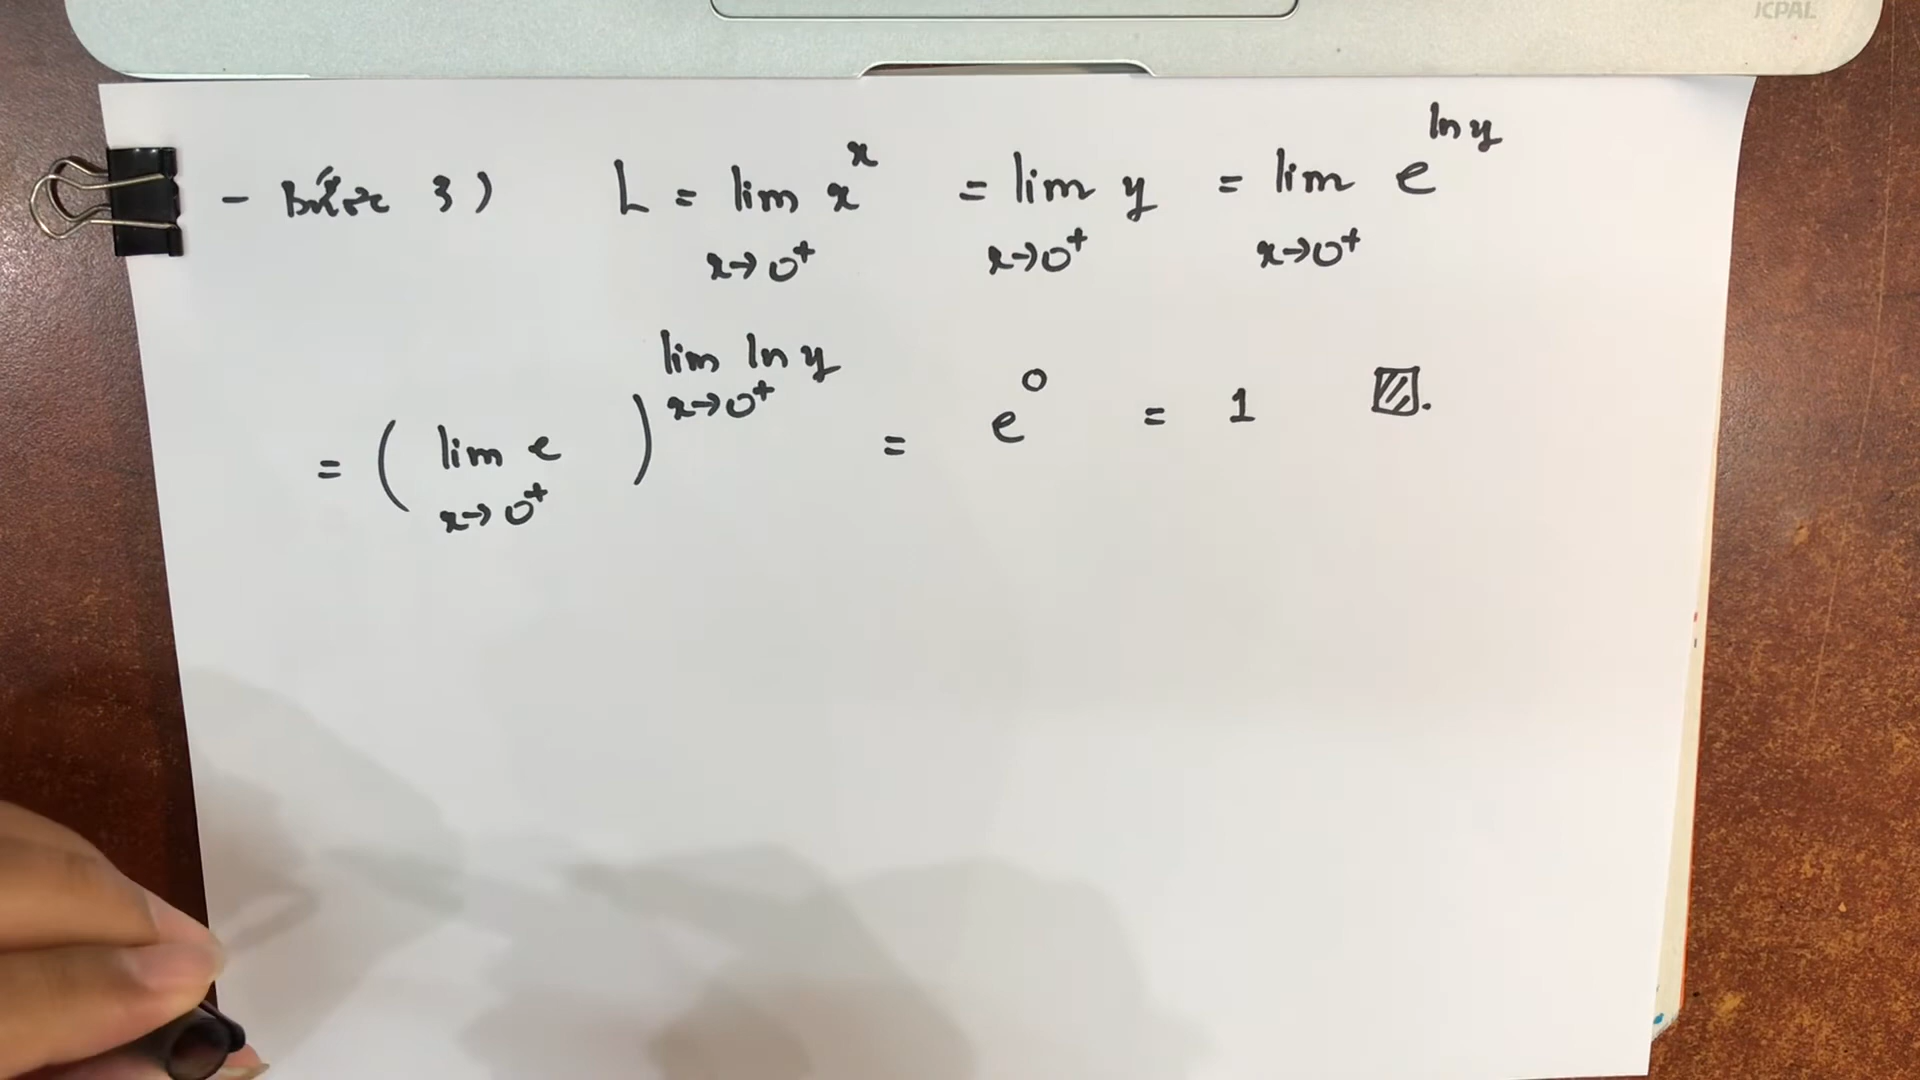 JCPAL
- Bước 3) L = lim x^x = lim y = lim e^{ln y}
x→0⁺ x→0⁺ x→0⁺
lim ln y
x→0⁺
= ( lim e ) = e^0 = 1 ▨.
x→0⁺